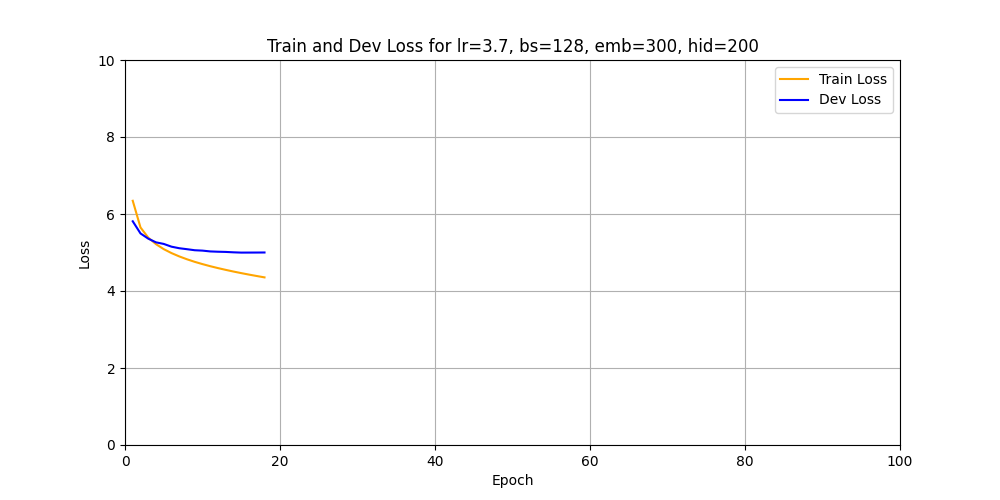 Train and Dev Loss for lr=3.7, bs=128, emb=300, hid=200
Train Loss
Dev Loss
10
8
6
4
2
0
Loss
0 20 40 60 80 100
Epoch